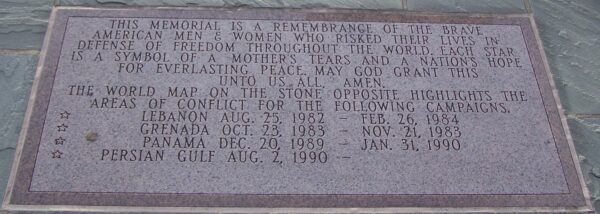 THIS MEMORIAL IS A REMEMBRANCE OF THE BRAVE
AMERICAN MEN & WOMEN WHO RISKED THEIR LIVES IN
DEFENSE OF FREEDOM THROUGHOUT THE WORLD. EACH STAR
IS A SYMBOL OF A MOTHER'S TEARS AND A NATION'S HOPE
FOR EVERLASTING PEACE. MAY GOD GRANT THIS
UNTO US ALL. AMEN.
THE WORLD MAP ON THE STONE OPPOSITE HIGHLIGHTS THE
AREAS OF CONFLICT FOR THE FOLLOWING CAMPAIGNS.
LEBANON AUG. 25, 1982 - FEB. 26, 1984
GRENADA OCT. 23, 1983 - NOV. 21, 1983
PANAMA DEC. 20, 1989 - JAN. 31, 1990
PERSIAN GULF AUG. 2, 1990 -